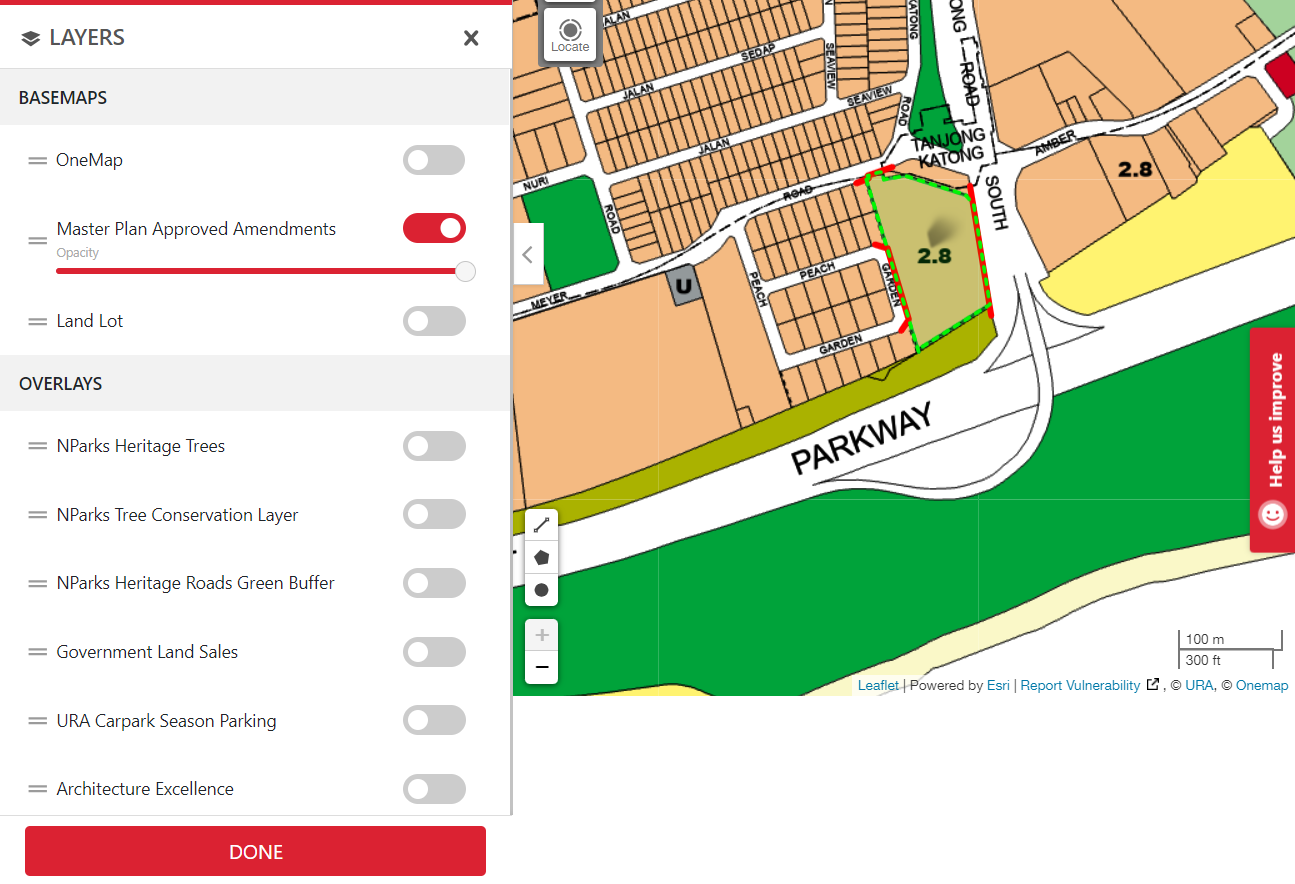 LAYERS
BASEMAPS
OneMap
Master Plan Approved Amendments
Opacity
Land Lot
OVERLAYS
NParks Heritage Trees
NParks Tree Conservation Layer
NParks Heritage Roads Green Buffer
Government Land Sales
URA Carpark Season Parking
Architecture Excellence
DONE
Locate
JALAN
SEDAP
JALAN
SEAVIEW
SEAVIEW
KATONG
ROAD
ROAD
TANJONG
KATONG
JALAN
NURI
ROAD
ROAD
AMBER
2.8
SOUTH
U
MEYER
PEACH
PEACH
GARDEN
GARDEN
2.8
PARKWAY
Help us improve
100 m
300 ft
Leaflet | Powered by Esri | Report Vulnerability , © URA, © Onemap